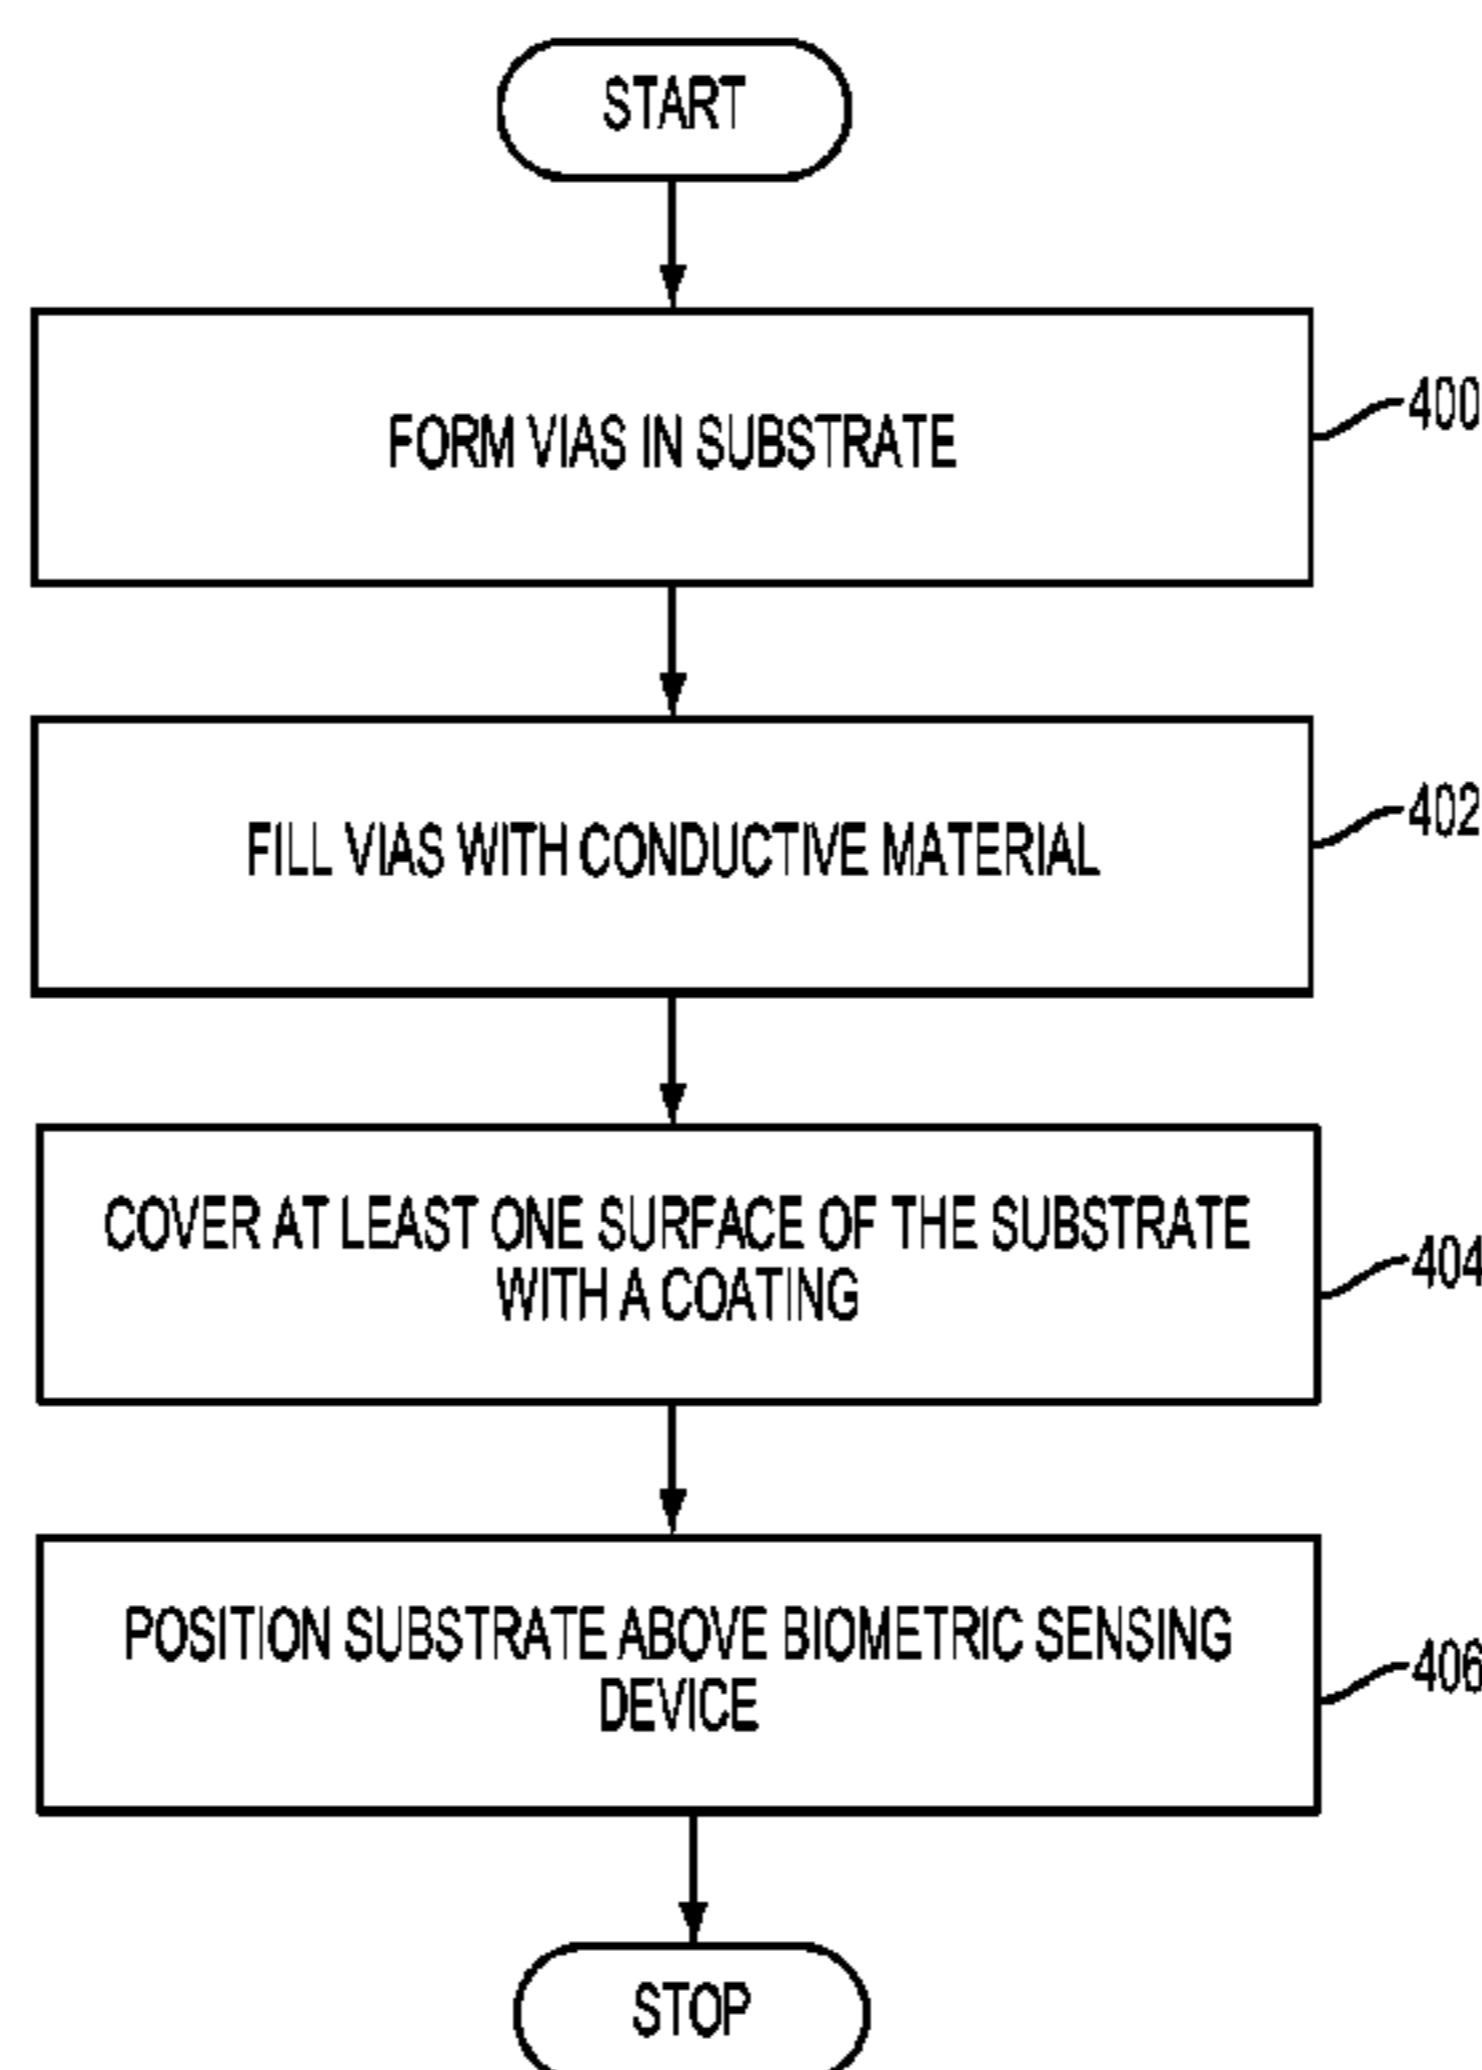 START
FORM VIAS IN SUBSTRATE
400
FILL VIAS WITH CONDUCTIVE MATERIAL
402
COVER AT LEAST ONE SURFACE OF THE SUBSTRATE
WITH A COATING
404
POSITION SUBSTRATE ABOVE BIOMETRIC SENSING
DEVICE
406
STOP